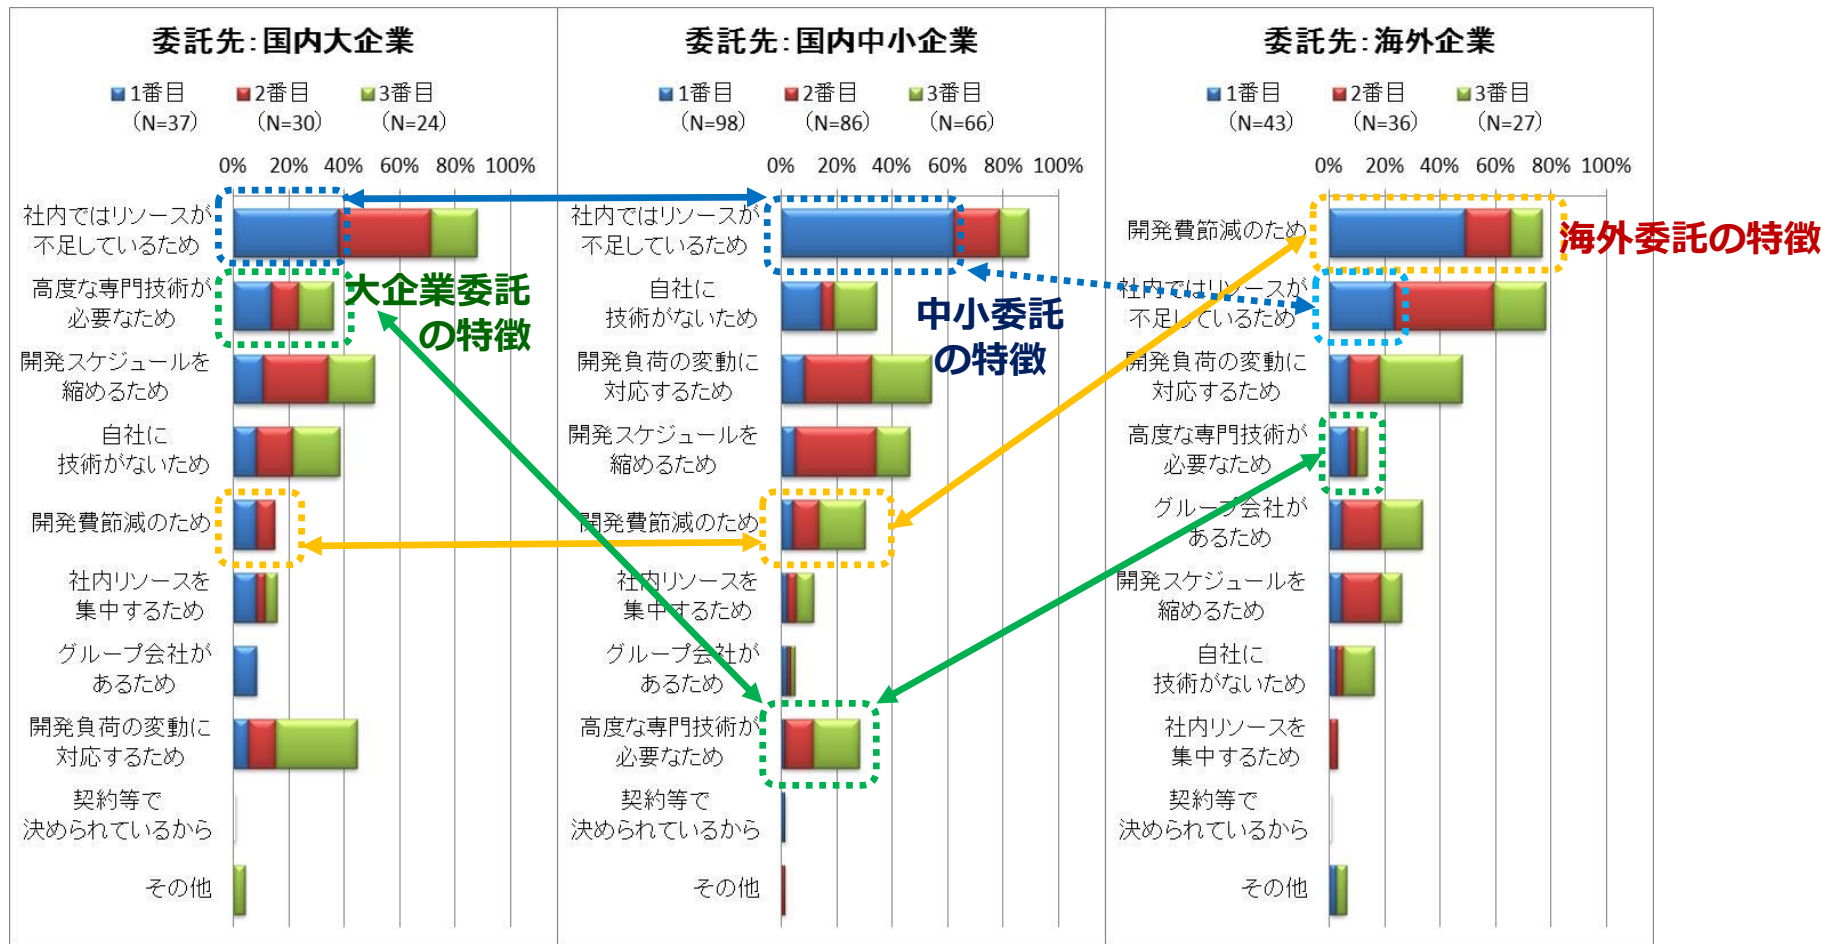 委託先：国内大企業
1番目 2番目 3番目
（N=37） （N=30） （N=24）
0% 20% 40% 60% 80% 100%
社内ではリソースが
不足しているため
高度な専門技術が
必要なため
開発スケジュールを
縮めるため
自社に
技術がないため
開発費節減のため
社内リソースを
集中するため
グループ会社が
あるため
開発負荷の変動に
対応するため
契約等で
決められているから
その他
大企業委託
の特徴
委託先：国内中小企業
1番目 2番目 3番目
（N=98） （N=86） （N=66）
0% 20% 40% 60% 80% 100%
社内ではリソースが
不足しているため
自社に
技術がないため
開発負荷の変動に
対応するため
開発スケジュールを
縮めるため
開発費節減のため
社内リソースを
集中するため
グループ会社が
あるため
高度な専門技術が
必要なため
契約等で
決められているから
その他
中小委託
の特徴
委託先：海外企業
1番目 2番目 3番目
（N=43） （N=36） （N=27）
0% 20% 40% 60% 80% 100%
開発費節減のため
社内ではリソースが
不足しているため
開発負荷の変動に
対応するため
高度な専門技術が
必要なため
グループ会社が
あるため
開発スケジュールを
縮めるため
自社に
技術がないため
社内リソースを
集中するため
契約等で
決められているから
その他
海外委託の特徴